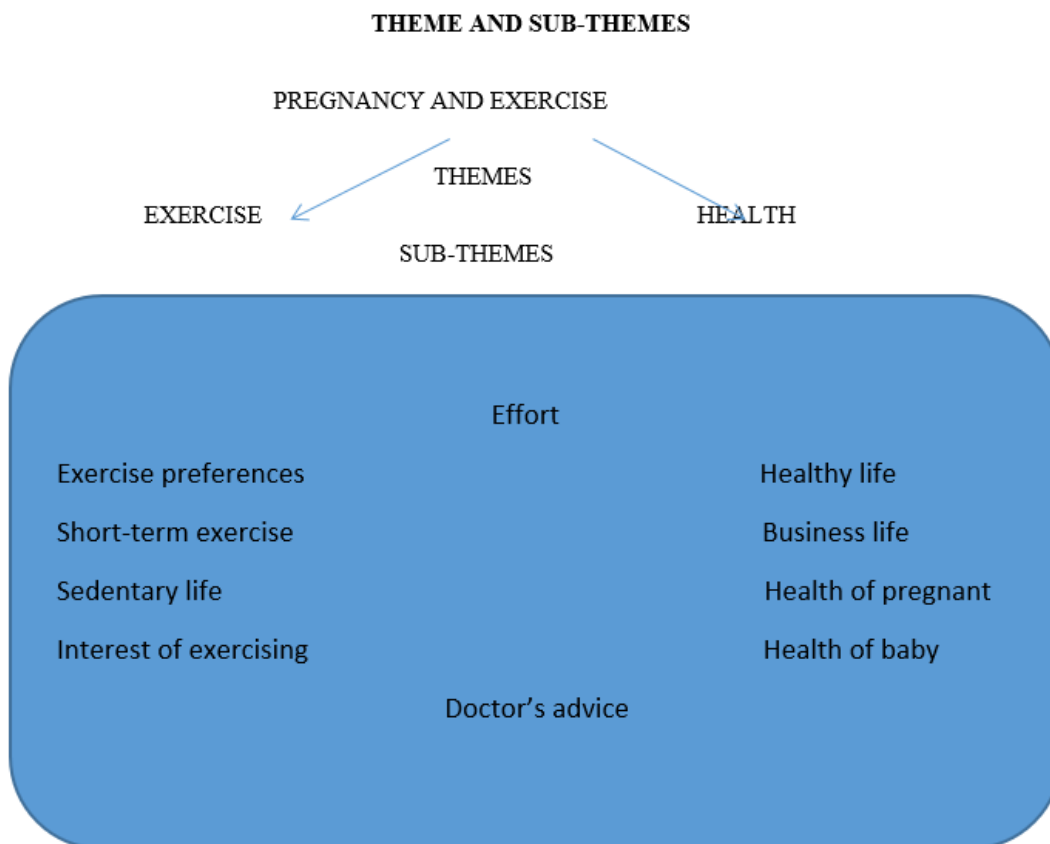 THEME AND SUB-THEMES
PREGNANCY AND EXERCISE
THEMES
EXERCISE HEALTH
SUB-THEMES
Effort
Exercise preferences Healthy life
Short-term exercise Business life
Sedentary life Health of pregnant
Interest of exercising Health of baby
Doctor’s advice